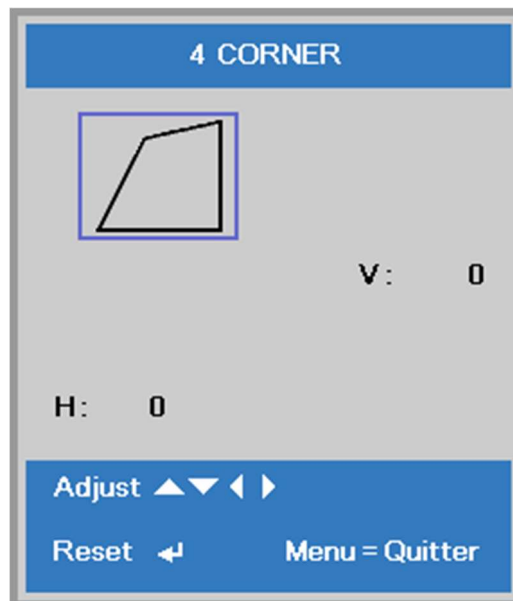 4 CORNER
V: 0
H: 0
Adjust ▲▼◀▶
Reset ↵ Menu = Quitter